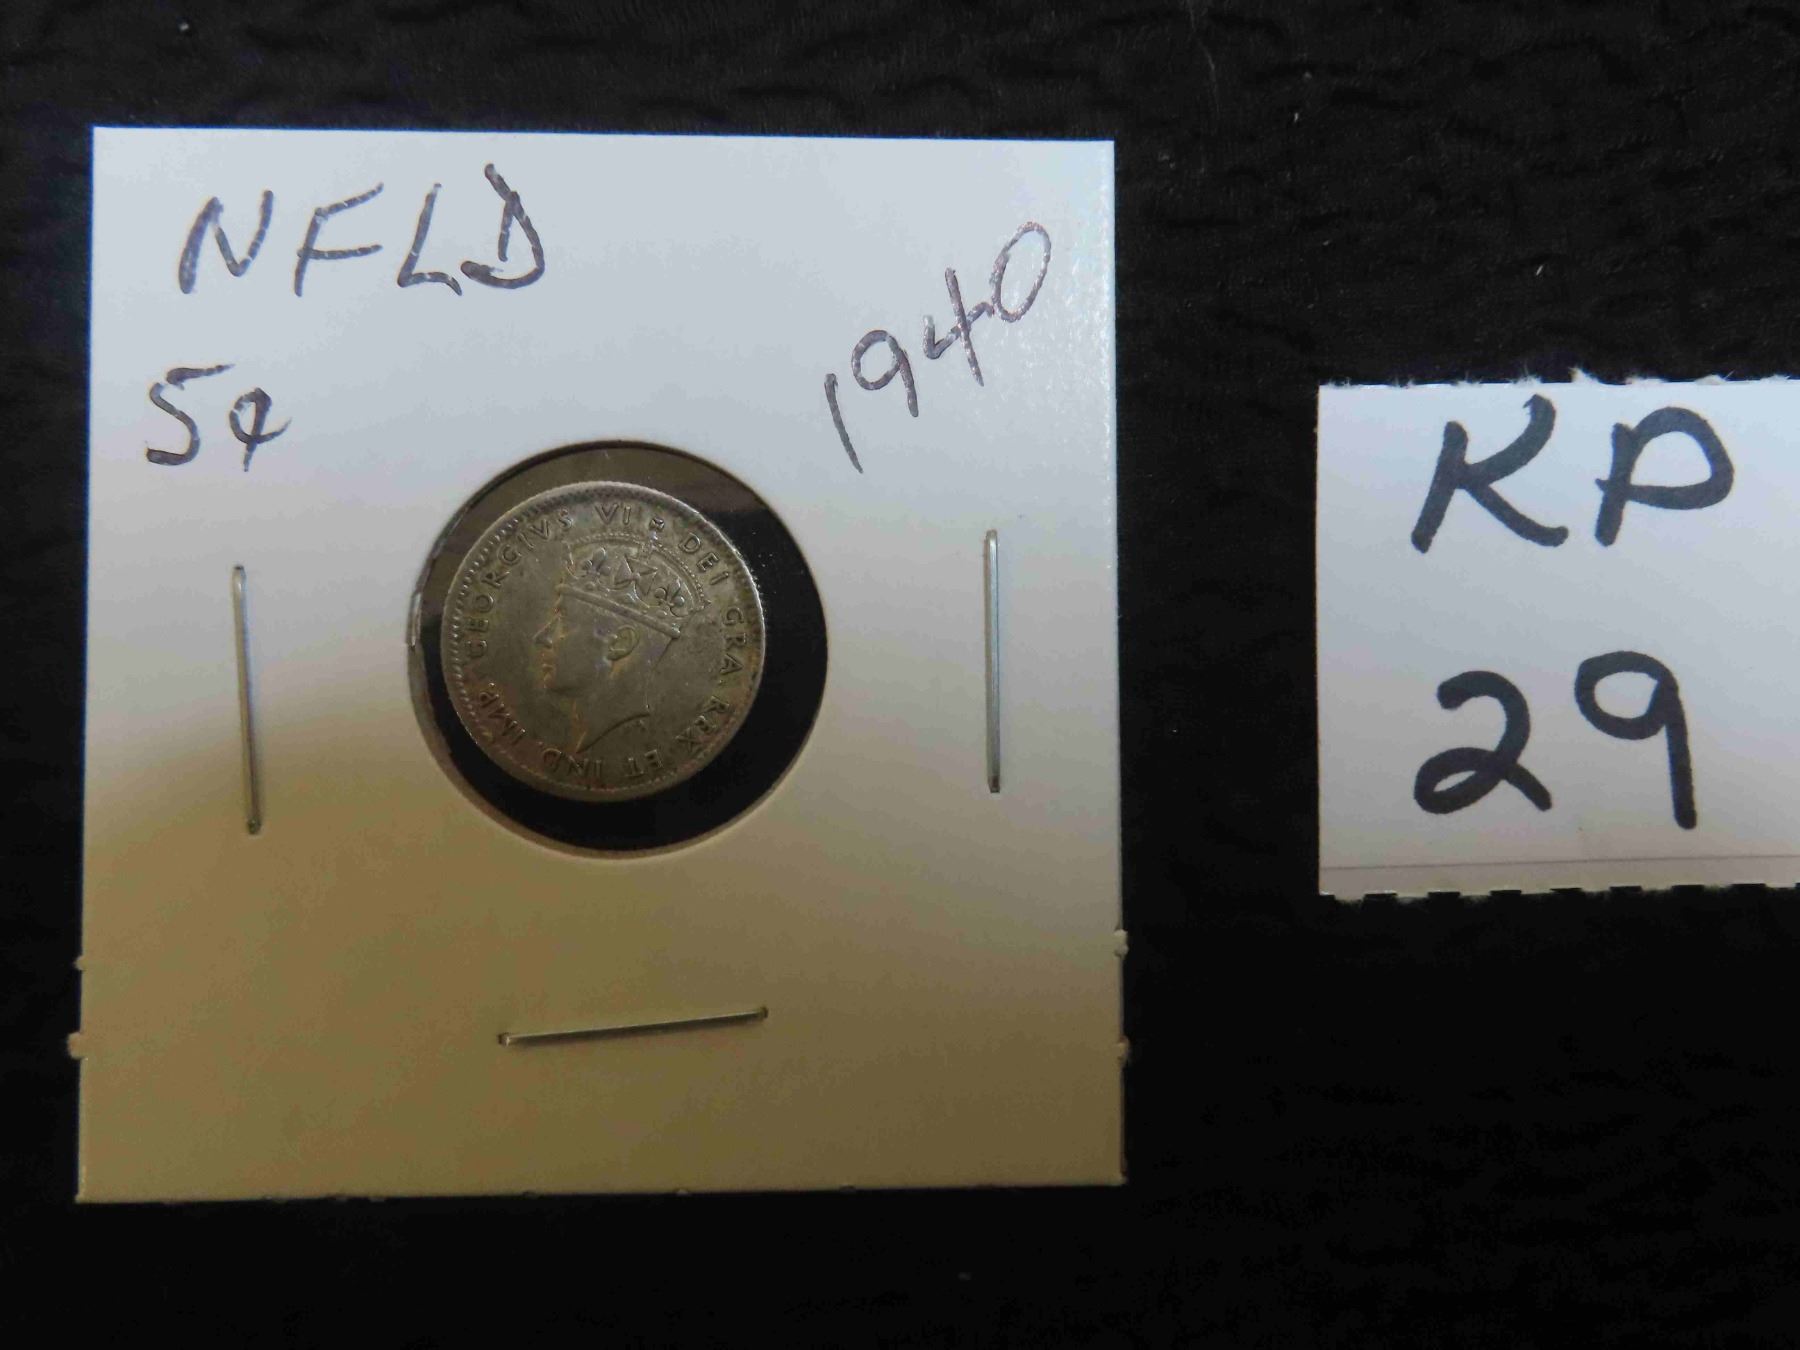 NFLD
5¢
1940
GEORGIVS VI DEI GRA. REX ET IND. IMP.
KP
29